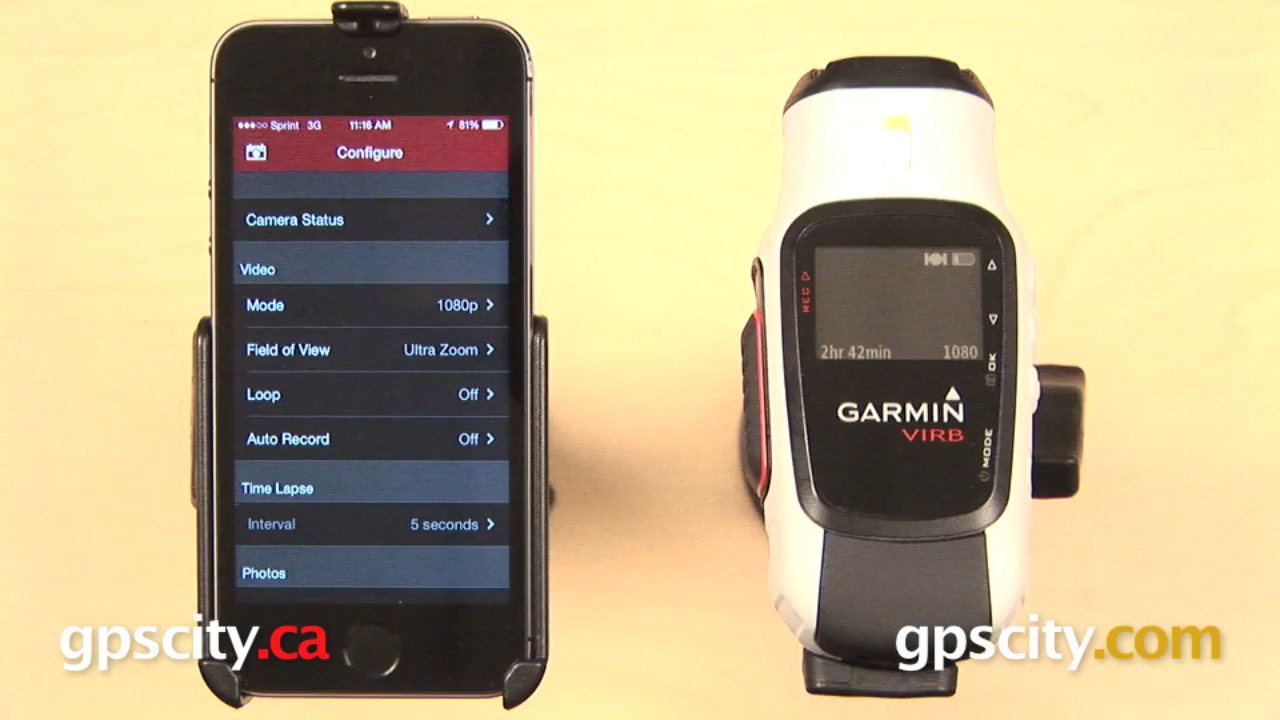 Sprint 3G 11:16 AM 81%
Configure
Camera Status
Video
Mode 1080p
Field of View Ultra Zoom
Loop Off
Auto Record Off
Time Lapse
Interval 5 seconds
Photos
REC
2hr 42min 1080
OK
GARMIN
VIRB
MODE
gpscity.ca
gpscity.com